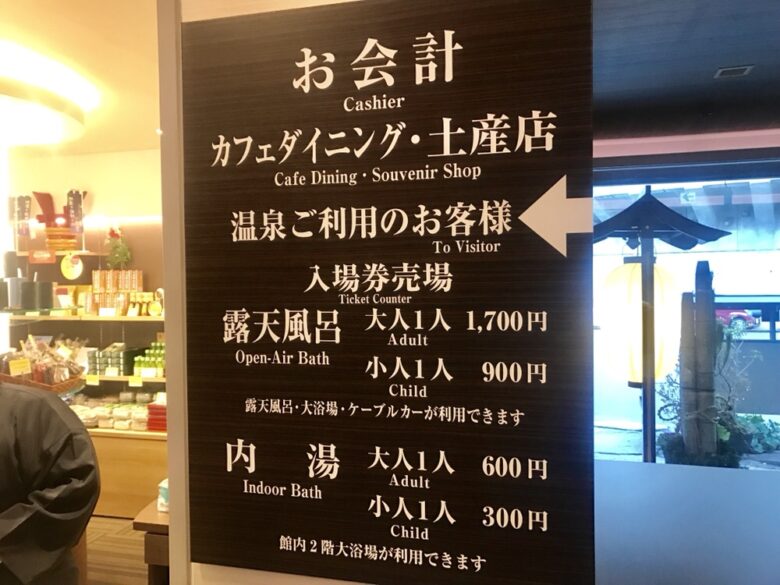 お会計
Cashier
カフェダイニング・土産店
Cafe Dining・Souvenir Shop
温泉ご利用のお客様
To Visitor
入場券売場
Ticket Counter
露天風呂 大人1人 1,700円
Open-Air Bath Adult
小人1人 900円
Child
露天風呂・大浴場・ケーブルカーが利用できます
内湯 大人1人 600円
Indoor Bath Adult
小人1人 300円
Child
館内2階大浴場が利用できます